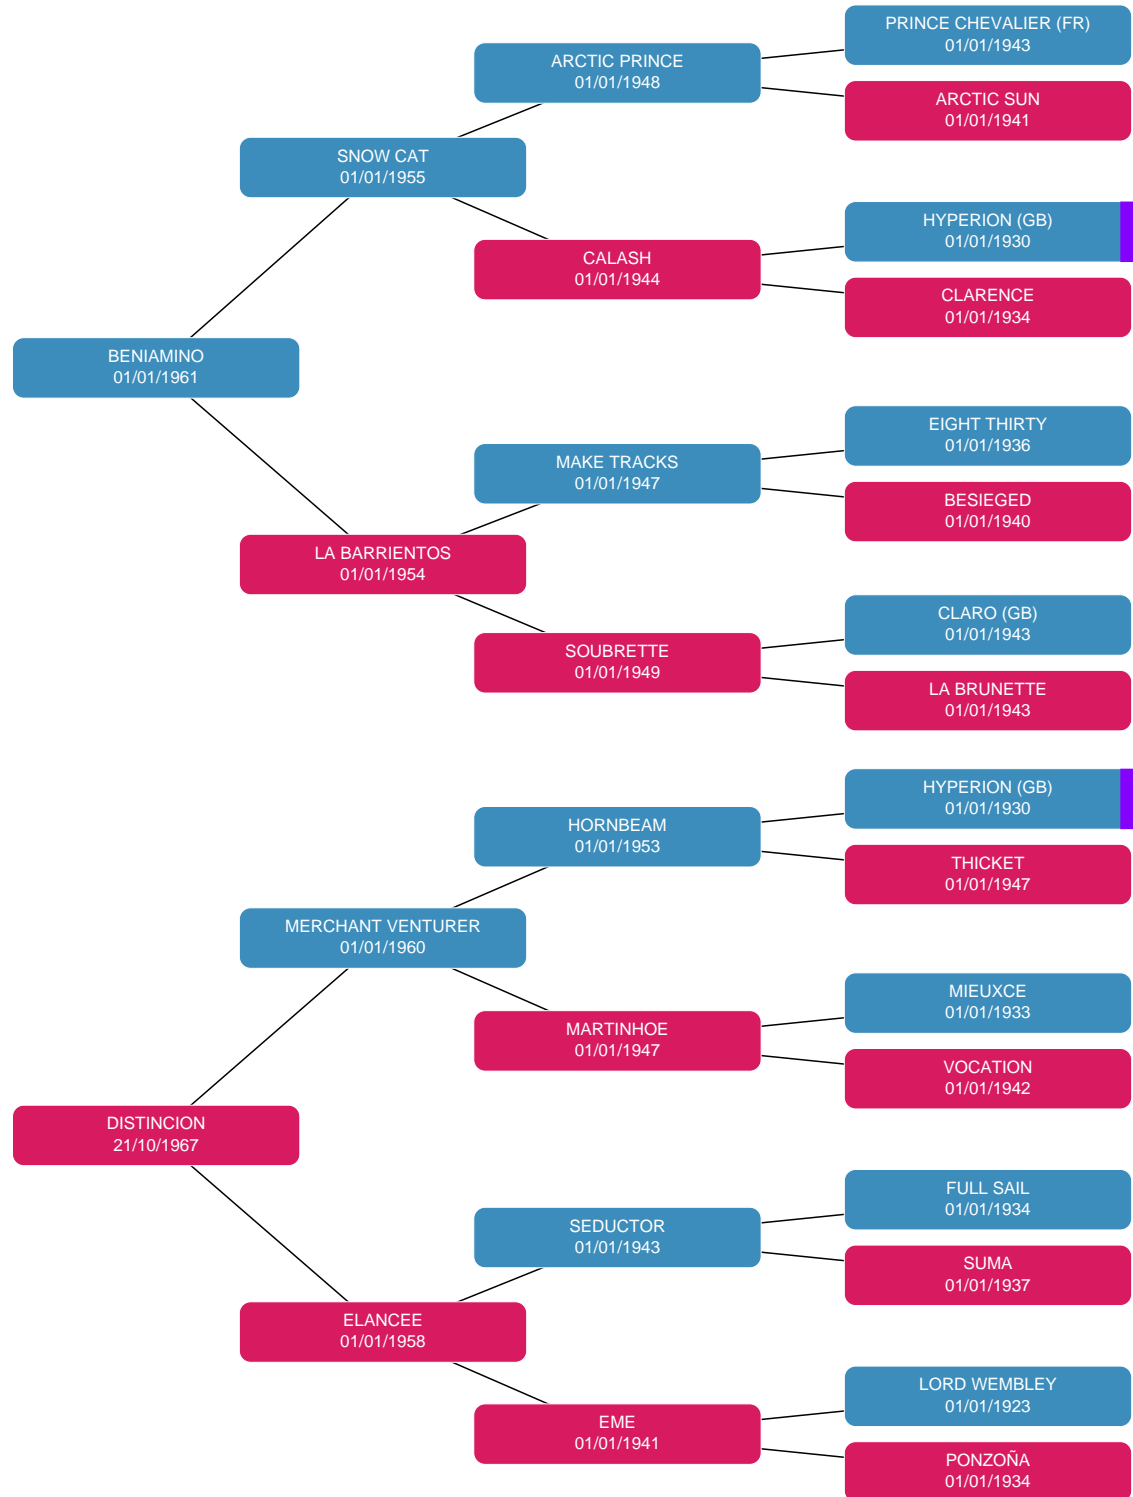 PRINCE CHEVALIER (FR)
01/01/1943
ARCTIC PRINCE
01/01/1948
ARCTIC SUN
01/01/1941
SNOW CAT
01/01/1955
HYPERION (GB)
01/01/1930
CALASH
01/01/1944
CLARENCE
01/01/1934
BENIAMINO
01/01/1961
EIGHT THIRTY
01/01/1936
MAKE TRACKS
01/01/1947
BESIEGED
01/01/1940
LA BARRIENTOS
01/01/1954
CLARO (GB)
01/01/1943
SOUBRETTE
01/01/1949
LA BRUNETTE
01/01/1943
HYPERION (GB)
01/01/1930
HORNBEAM
01/01/1953
THICKET
01/01/1947
MERCHANT VENTURER
01/01/1960
MIEUXCE
01/01/1933
MARTINHOE
01/01/1947
VOCATION
01/01/1942
DISTINCION
21/10/1967
FULL SAIL
01/01/1934
SEDUCTOR
01/01/1943
SUMA
01/01/1937
ELANCEE
01/01/1958
LORD WEMBLEY
01/01/1923
EME
01/01/1941
PONZOÑA
01/01/1934